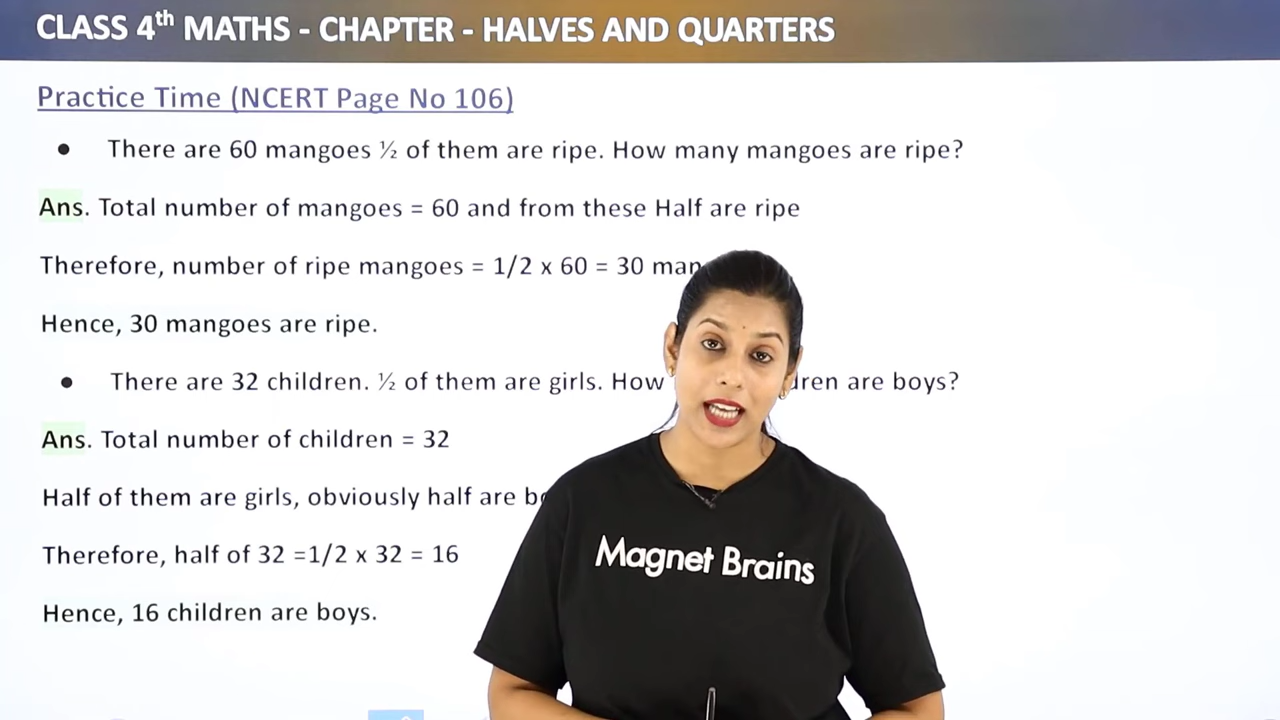 CLASS 4th MATHS - CHAPTER - HALVES AND QUARTERS
Practice Time (NCERT Page No 106)
• There are 60 mangoes ½ of them are ripe. How many mangoes are ripe?
Ans. Total number of mangoes = 60 and from these Half are ripe
Therefore, number of ripe mangoes = 1/2 x 60 = 30
Hence, 30 mangoes are ripe.
• There are 32 children. ½ of them are girls. How are boys?
Ans. Total number of children = 32
Half of them are girls, obviously half are
Therefore, half of 32 =1/2 x 32 = 16
Hence, 16 children are boys.
Magnet Brains